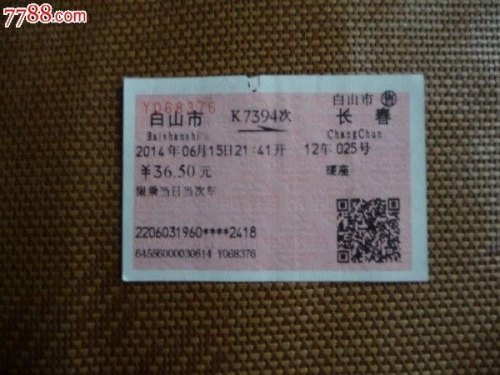 7788.com
Y068376
白山市 售
白山市 K7394次 长春
Baishanshi ChangChun
2014年06月15日21:41开 12车025号
￥36.50元 硬座
限乘当日当次车
2206031960****2418
64556000030614 Y068376